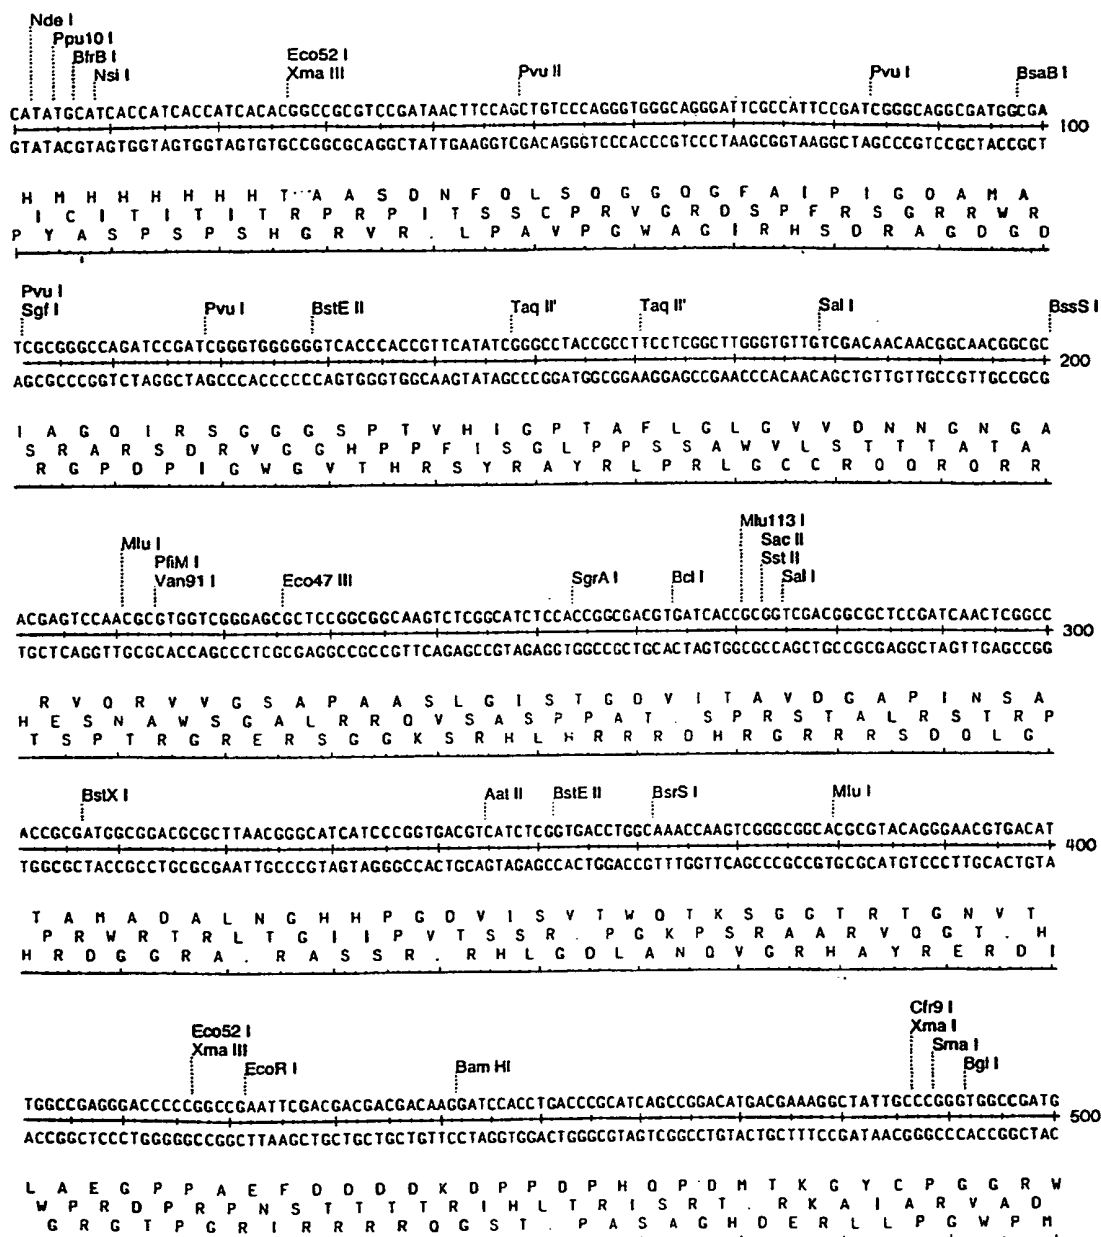 Nde I
Ppu10 I
BfrB I
Nsi I
Eco52 I
Xma III
Pvu II
Pvu I
BsaB I
CATATGCATCACCATCACCATCACACGGCCGCGTCCGATAACTTCCAGCTGTCCCAGGGTGGGCAGGGATTCGCCATTCCGATCGGGCAGGCGATGGCGA
100
GTATACGTAGTGGTAGTGGTAGTGTGCCGGCGCAGGCTATTGAAGGTCGACAGGGTCCCACCCGTCCCTAAGCGGTAAGGCTAGCCCGTCCGCTACCGCT
H M H H H H H H T A A S D N F Q L S Q G G Q G F A I P I G Q A M A
I C I T I T I T R P R P I T S S C P R V G R D S P F R S G R R W R
P Y A S P S P S H G R V R . L P A V P G W A G I R H S D R A G D G D
Pvu I
Sgf I
Pvu I
BstE II
Taq II'
Taq II'
Sal I
BssS I
TCGCGGGCCAGATCCGATCGGGTGGGGGGTCACCCACCGTTCATATCGGGCCTACCGCCTTCCTCGGCTTGGGTGTTGTCGACAACAACGGCAACGGCGC
200
AGCGCCCGGTCTAGGCTAGCCCACCCCCCAGTGGGTGGCAAGTATAGCCCGGATGGCGGAAGGAGCCGAACCCACAACAGCTGTTGTTGCCGTTGCCGCG
I A G Q I R S G G G S P T V H I G P T A F L G L G V V D N N G N G A
S R A R S D R V G G H P P F I S G L P P S S A W V L S T T T A T A
R G P D P I G W G V T H R S Y R A Y R L P R L G C C R Q Q R Q R R
Mlu I
PflM I
Van91 I
Eco47 III
SgrA I
Bcl I
Mlu113 I
Sac II
Sst II
Sal I
ACGAGTCCAACGCGTGGTCGGGAGCGCTCCGGCGGCAAGTCTCGGCATCTCCACCGGCGACGTGATCACCGCGGTCGACGGCGCTCCGATCAACTCGGCC
300
TGCTCAGGTTGCGCACCAGCCCTCGCGAGGCCGCCGTTCAGAGCCGTAGAGGTGGCCGCTGCACTAGTGGCGCCAGCTGCCGCGAGGCTAGTTGAGCCGG
R V Q R V V G S A P A A S L G I S T G D V I T A V D G A P I N S A
H E S N A W S G A L R R Q V S A S P P A T . S P R S T A L R S T R P
T S P T R G R E R S G G K S R H L H R R R D H R G R R R S D Q L G
BstX I
Aat II
BstE II
BsrS I
Mlu I
ACCGCGATGGCGGACGCGCTTAACGGGCATCATCCCGGTGACGTCATCTCGGTGACCTGGCAAACCAAGTCGGGCGGCACGCGTACAGGGAACGTGACAT
400
TGGCGCTACCGCCTGCGCGAATTGCCCGTAGTAGGGCCACTGCAGTAGAGCCACTGGACCGTTTGGTTCAGCCCGCCGTGCGCATGTCCCTTGCACTGTA
T A M A D A L N G H H P G D V I S V T W Q T K S G G T R T G N V T
P R W R T R L T G I I P V T S S R . P G K P S R A A R V Q G T . H
H R D G G R A . R A S S R . R H L G D L A N Q V G R H A Y R E R D I
Eco52 I
Xma III
EcoR I
Bam HI
Cfr9 I
Xma I
Sma I
Bgl I
TGGCCGAGGGACCCCCGGCCGAATTCGACGACGACGACAAGGATCCACCTGACCCGCATCAGCCGGACATGACGAAAGGCTATTGCCCGGGTGGCCGATG
500
ACCGGCTCCCTGGGGGCCGGCTTAAGCTGCTGCTGCTGTTCCTAGGTGGACTGGGCGTAGTCGGCCTGTACTGCTTTCCGATAACGGGCCCACCGGCTAC
L A E G P P A E F D D D D K D P P D P H Q P D M T K G Y C P G G R W
W P R D P R P N S T T T T R I H L T R I S R T . R K A I A R V A D
G R G T P G R I R R R R Q G S T . P A S A G H D E R L L P G W P M